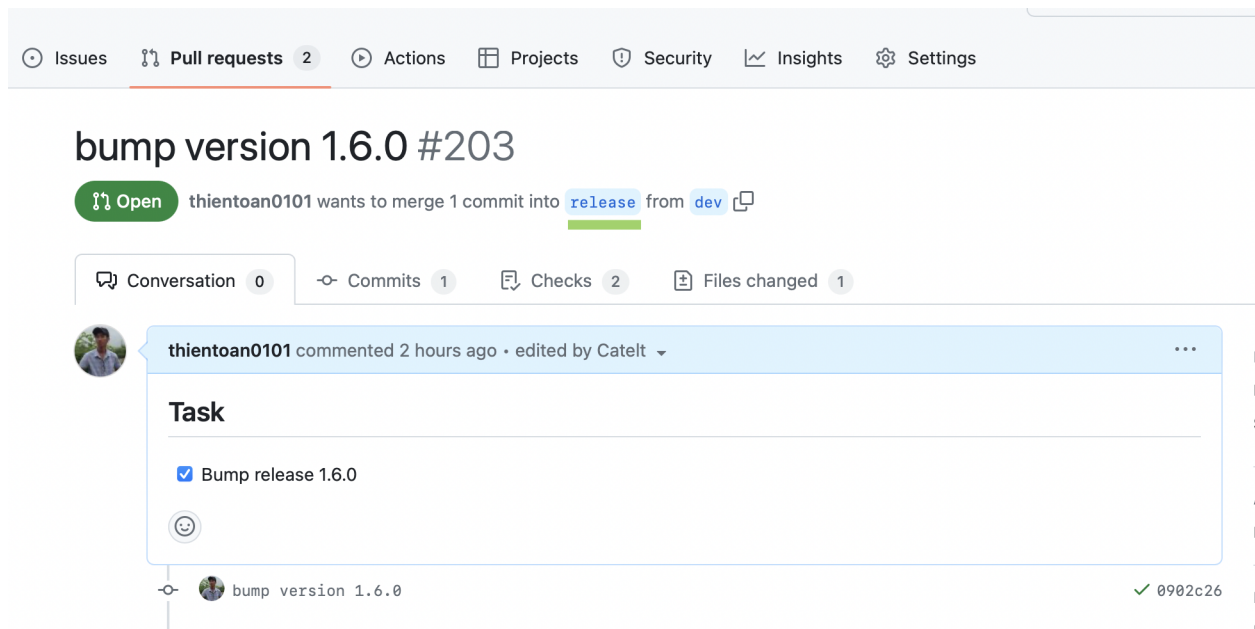 Issues Pull requests 2 Actions Projects Security Insights Settings
bump version 1.6.0 #203
Open thientoan0101 wants to merge 1 commit into release from dev
Conversation 0 Commits 1 Checks 2 Files changed 1
thientoan0101 commented 2 hours ago • edited by Catelt
Task
Bump release 1.6.0
bump version 1.6.0 0902c26